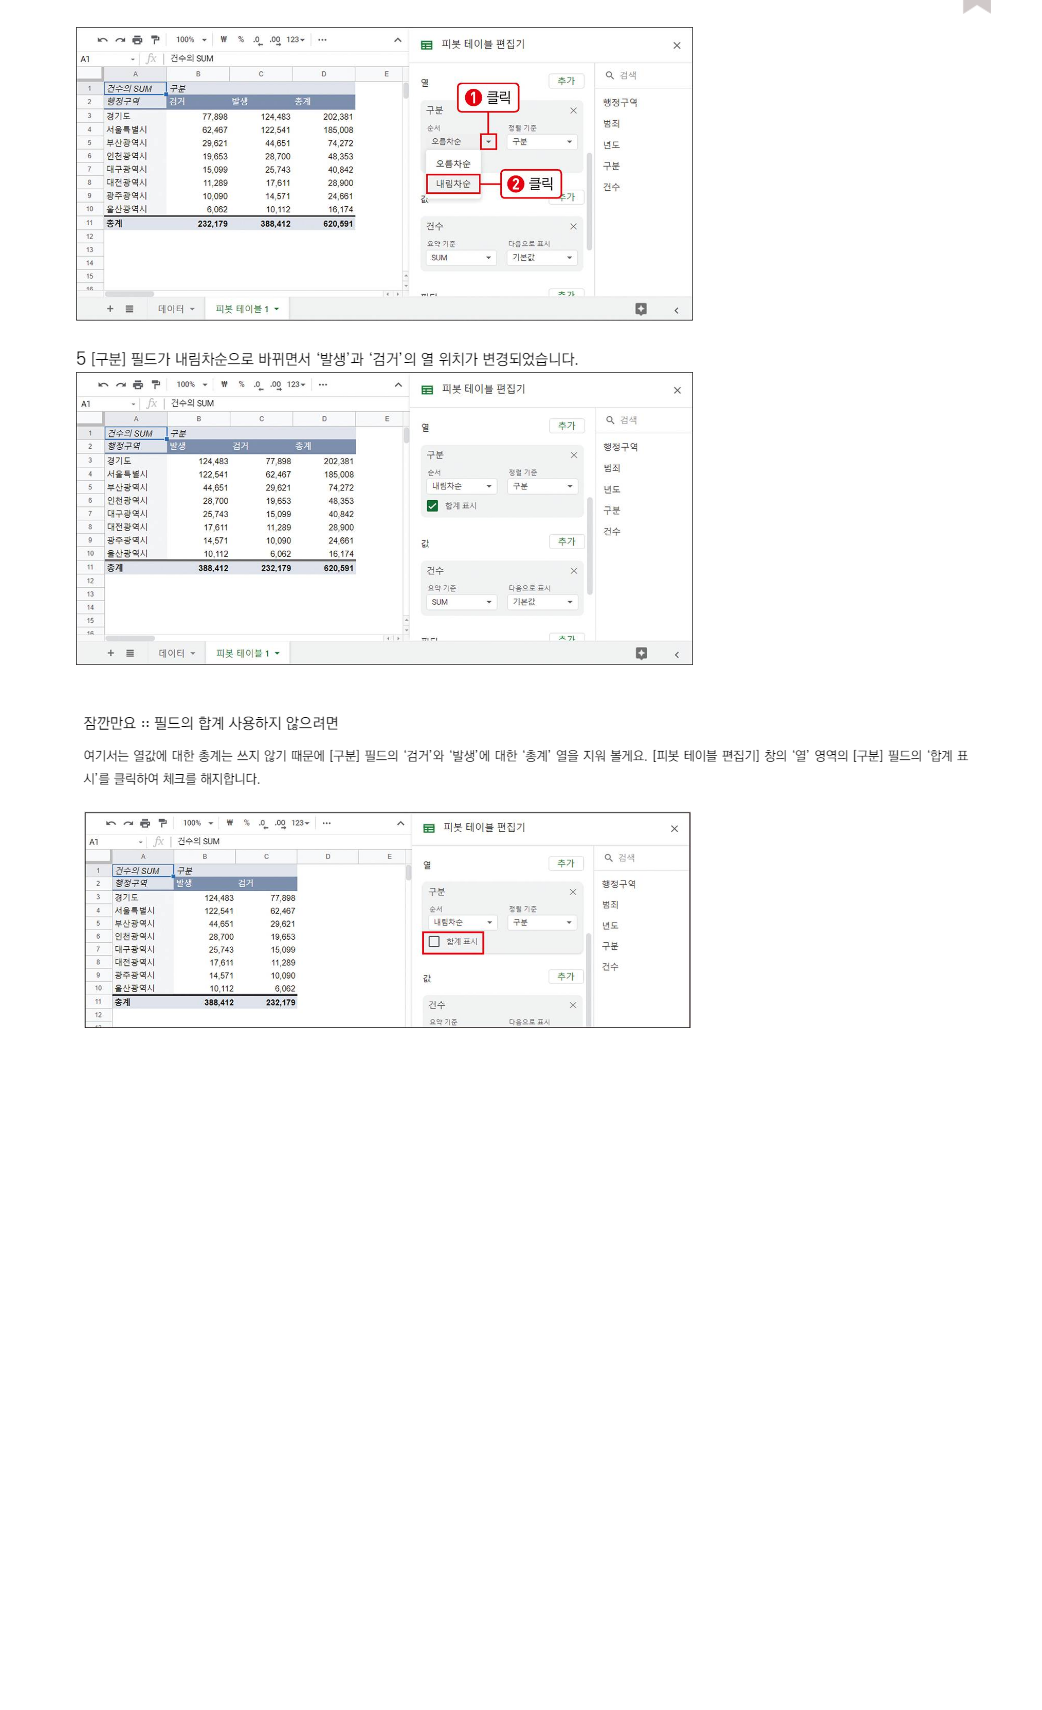 100% ₩ % .0 .00 123 ···
A1 fx 건수의 SUM
A B C D E
1 건수의 SUM 구분
2 행정구역 검거 발생 총계
3 경기도 77,898 124,483 202,381
4 서울특별시 62,467 122,541 185,008
5 부산광역시 29,621 44,651 74,272
6 인천광역시 19,653 28,700 48,353
7 대구광역시 15,099 25,743 40,842
8 대전광역시 11,289 17,611 28,900
9 광주광역시 10,090 14,571 24,661
10 울산광역시 6,062 10,112 16,174
11 총계 232,179 388,412 620,591
12
13
14
15
16
+ 데이터 피봇 테이블 1
피봇 테이블 편집기
열 추가
1 클릭
구분
순서 정렬 기준
오름차순 구분
오름차순
내림차순
2 클릭
값 추가
건수
요약 기준 다음으로 표시
SUM 기본값
필터 추가
검색
행정구역
범죄
년도
구분
건수
5 [구분] 필드가 내림차순으로 바뀌면서 ‘발생’과 ‘검거’의 열 위치가 변경되었습니다.
100% ₩ % .0 .00 123 ···
A1 fx 건수의 SUM
A B C D E
1 건수의 SUM 구분
2 행정구역 발생 검거 총계
3 경기도 124,483 77,898 202,381
4 서울특별시 122,541 62,467 185,008
5 부산광역시 44,651 29,621 74,272
6 인천광역시 28,700 19,653 48,353
7 대구광역시 25,743 15,099 40,842
8 대전광역시 17,611 11,289 28,900
9 광주광역시 14,571 10,090 24,661
10 울산광역시 10,112 6,062 16,174
11 총계 388,412 232,179 620,591
12
13
14
15
16
+ 데이터 피봇 테이블 1
피봇 테이블 편집기
열 추가
구분
순서 정렬 기준
내림차순 구분
합계 표시
값 추가
건수
요약 기준 다음으로 표시
SUM 기본값
필터 추가
검색
행정구역
범죄
년도
구분
건수
잠깐만요 :: 필드의 합계 사용하지 않으려면
여기서는 열값에 대한 총계는 쓰지 않기 때문에 [구분] 필드의 ‘검거’와 ‘발생’에 대한 ‘총계’ 열을 지워 볼게요. [피봇 테이블 편집기] 창의 ‘열’ 영역의 [구분] 필드의 ‘합계 표
시’를 클릭하여 체크를 해지합니다.
100% ₩ % .0 .00 123 ···
A1 fx 건수의 SUM
A B C D E
1 건수의 SUM 구분
2 행정구역 발생 검거
3 경기도 124,483 77,898
4 서울특별시 122,541 62,467
5 부산광역시 44,651 29,621
6 인천광역시 28,700 19,653
7 대구광역시 25,743 15,099
8 대전광역시 17,611 11,289
9 광주광역시 14,571 10,090
10 울산광역시 10,112 6,062
11 총계 388,412 232,179
12
피봇 테이블 편집기
열 추가
구분
순서 정렬 기준
내림차순 구분
합계 표시
값 추가
건수
요약 기준 다음으로 표시
검색
행정구역
범죄
년도
구분
건수